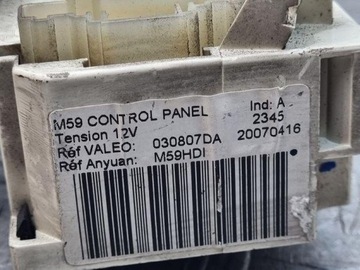 M59 CONTROL PANEL Ind: A
Tension 12V 2345
Réf VALEO: 030807DA 20070416
Réf Anyuan: M59HDI